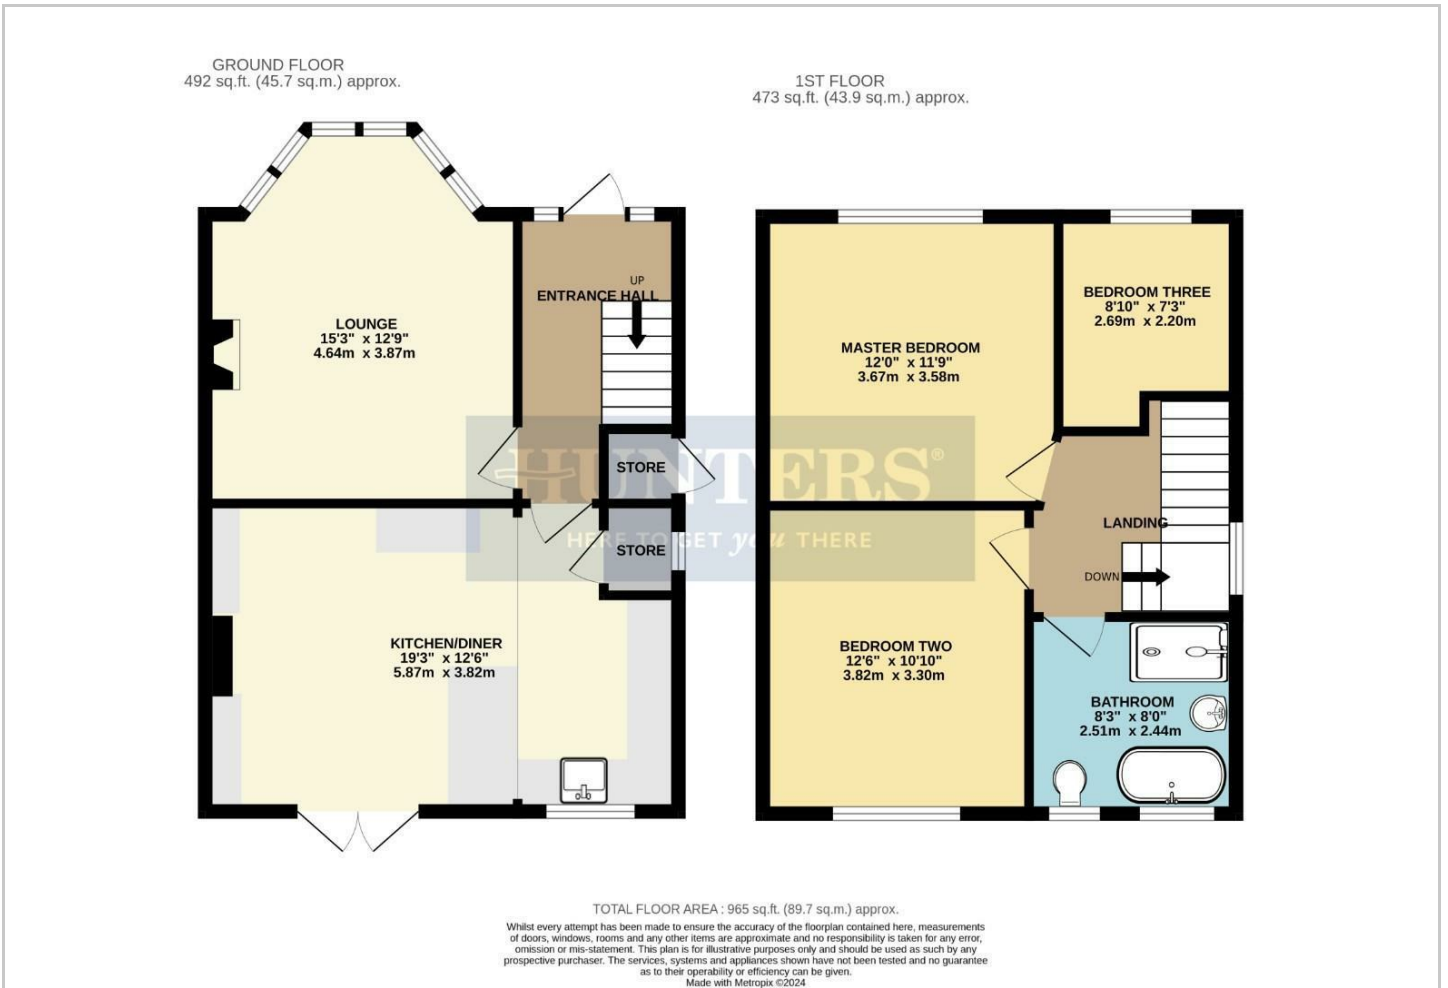 GROUND FLOOR
492 sq.ft. (45.7 sq.m.) approx.
1ST FLOOR
473 sq.ft. (43.9 sq.m.) approx.
UP
ENTRANCE HALL
LOUNGE
15'3" x 12'9"
4.64m x 3.87m
STORE
STORE
KITCHEN/DINER
19'3" x 12'6"
5.87m x 3.82m
BEDROOM THREE
8'10" x 7'3"
2.69m x 2.20m
MASTER BEDROOM
12'0" x 11'9"
3.67m x 3.58m
LANDING
DOWN
BEDROOM TWO
12'6" x 10'10"
3.82m x 3.30m
BATHROOM
8'3" x 8'0"
2.51m x 2.44m
HUNTERS®
HERE TO GET you THERE
TOTAL FLOOR AREA : 965 sq.ft. (89.7 sq.m.) approx.
Whilst every attempt has been made to ensure the accuracy of the floorplan contained here, measurements
of doors, windows, rooms and any other items are approximate and no responsibility is taken for any error,
omission or mis-statement. This plan is for illustrative purposes only and should be used as such by any
prospective purchaser. The services, systems and appliances shown have not been tested and no guarantee
as to their operability or efficiency can be given.
Made with Metropix ©2024